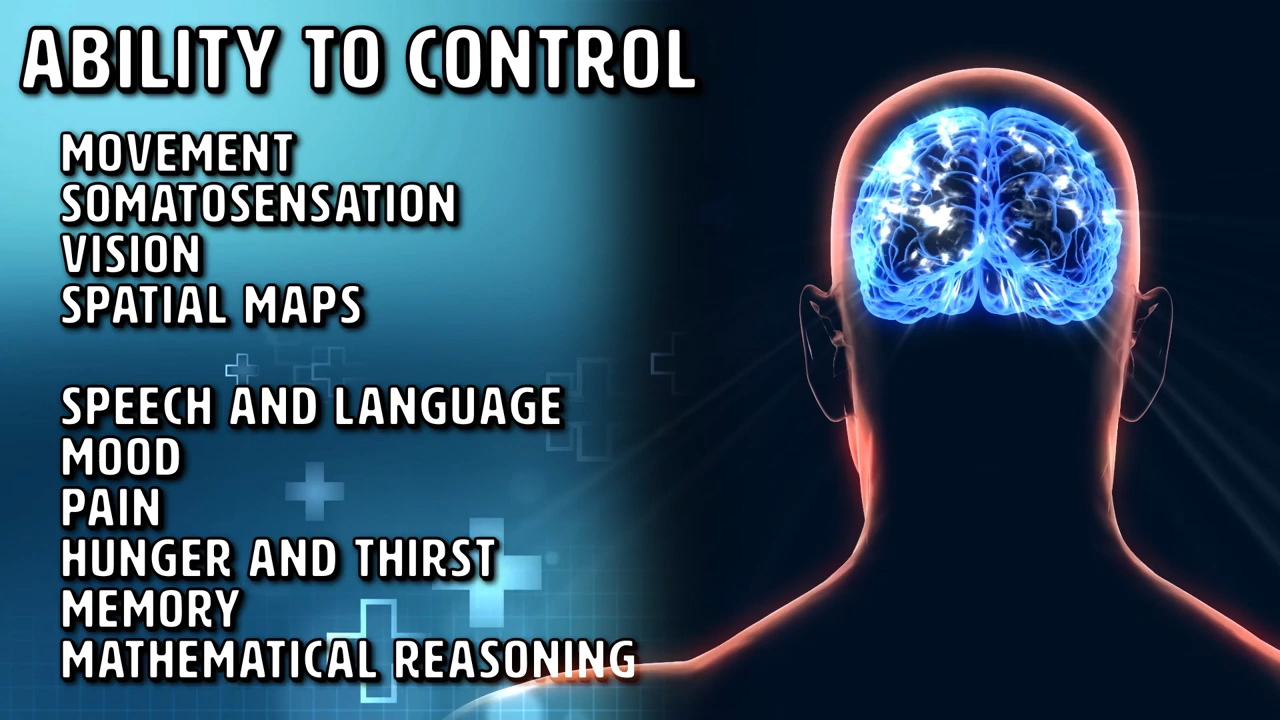 ABILITY TO CONTROL
MOVEMENT
SOMATOSENSATION
VISION
SPATIAL MAPS
SPEECH AND LANGUAGE
MOOD
PAIN
HUNGER AND THIRST
MEMORY
MATHEMATICAL REASONING